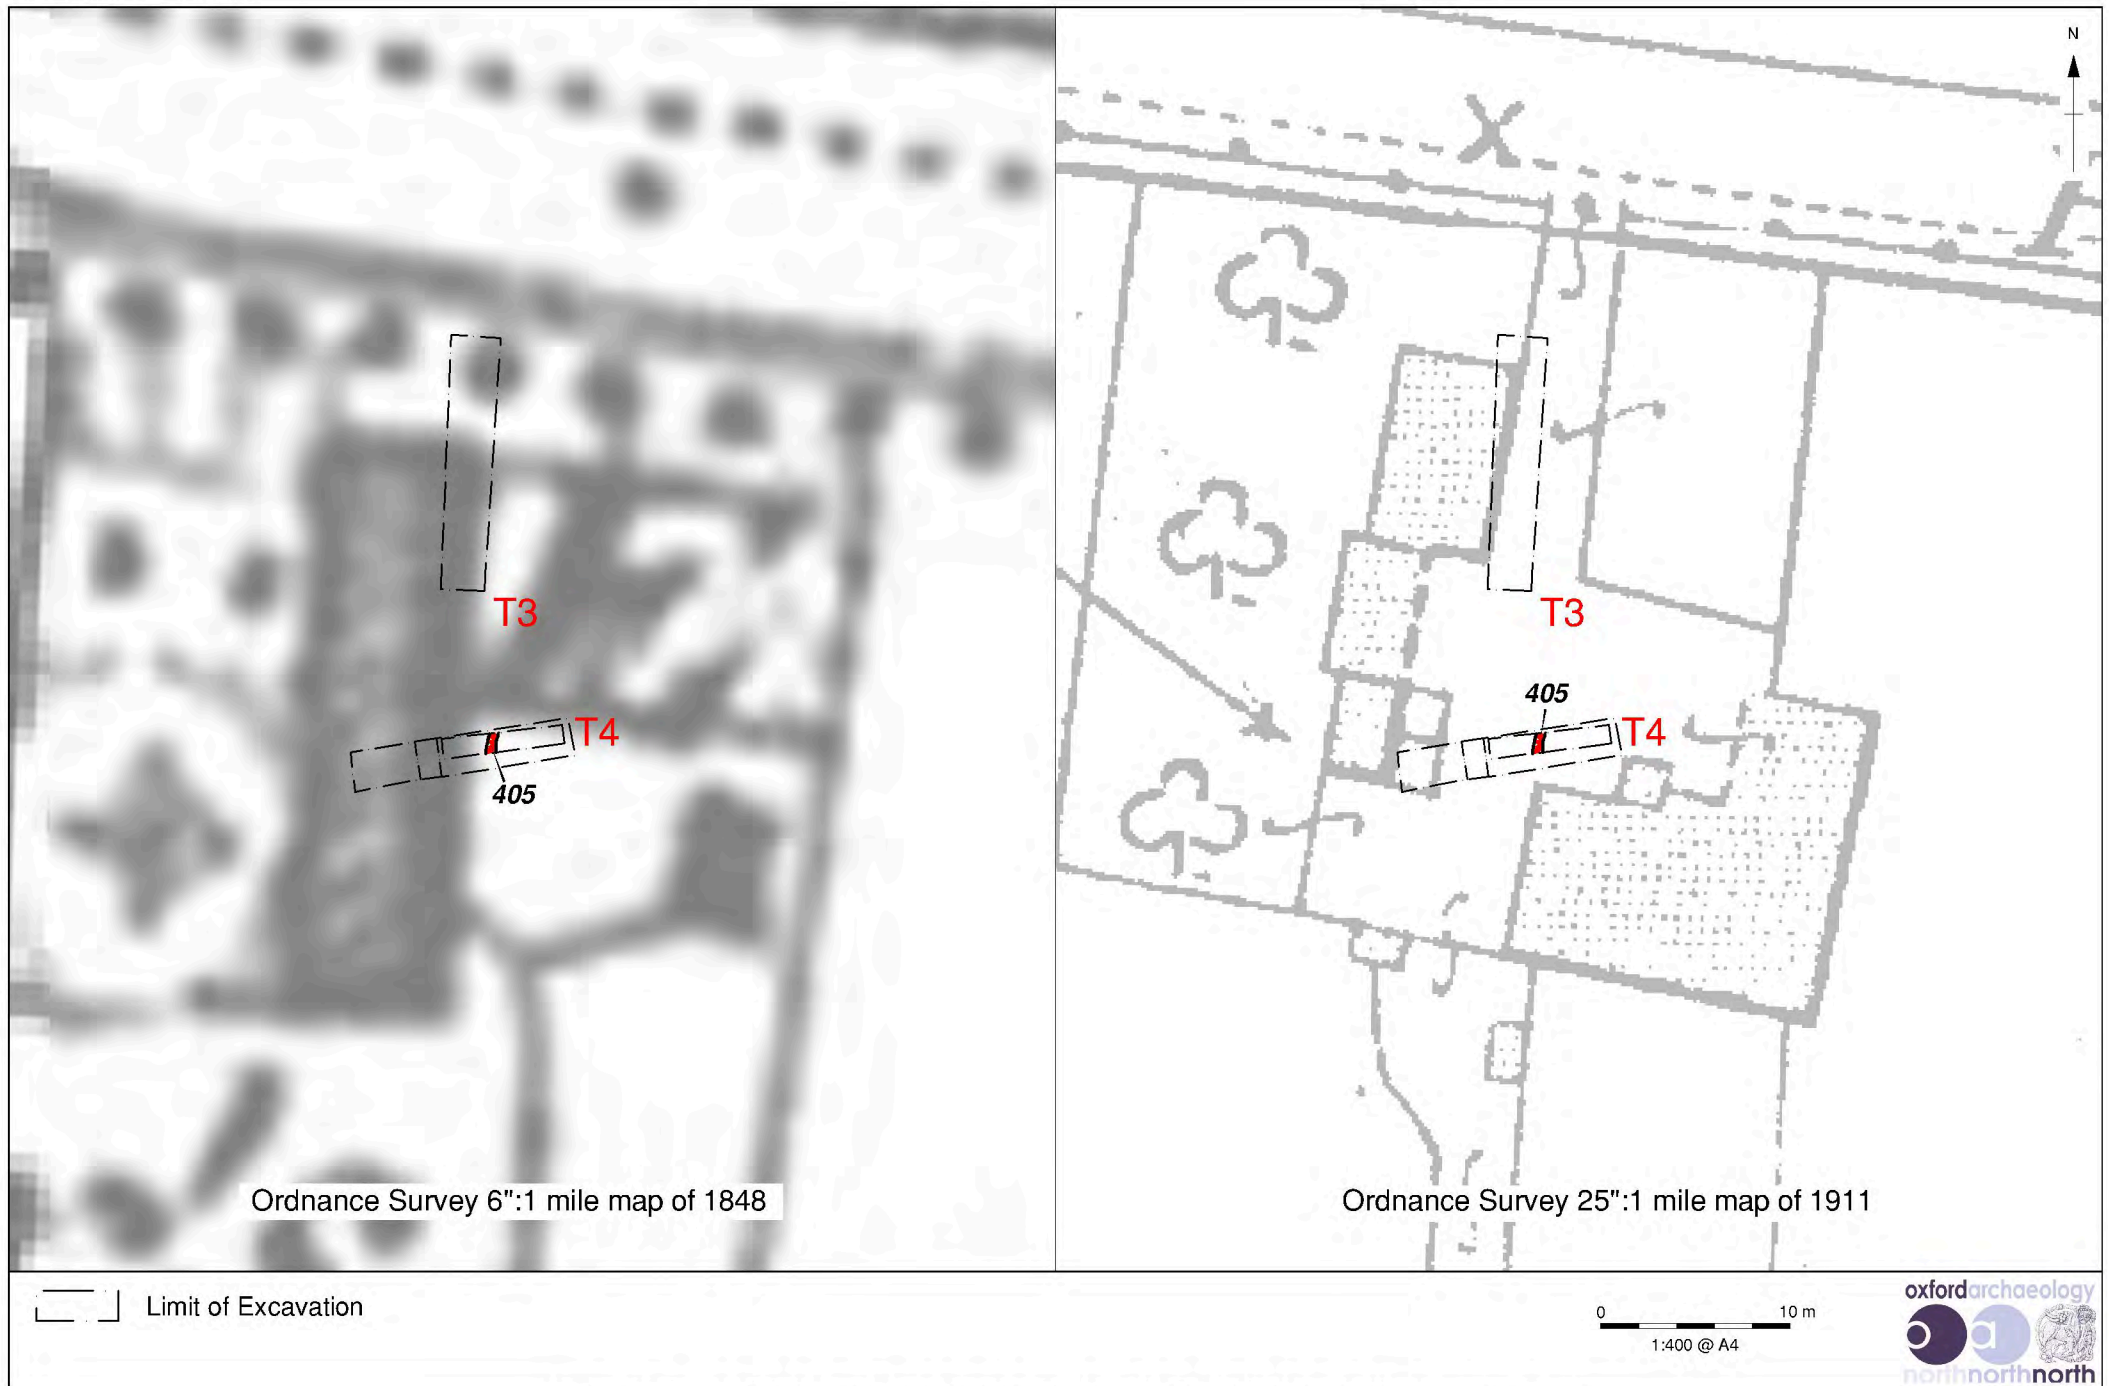 N
X
T3
T4
405
Ordnance Survey 6":1 mile map of 1848
T3
405
T4
Ordnance Survey 25":1 mile map of 1911
Limit of Excavation
0 10 m
1:400 @ A4
oxfordarchaeology
oa
northnorthnorth